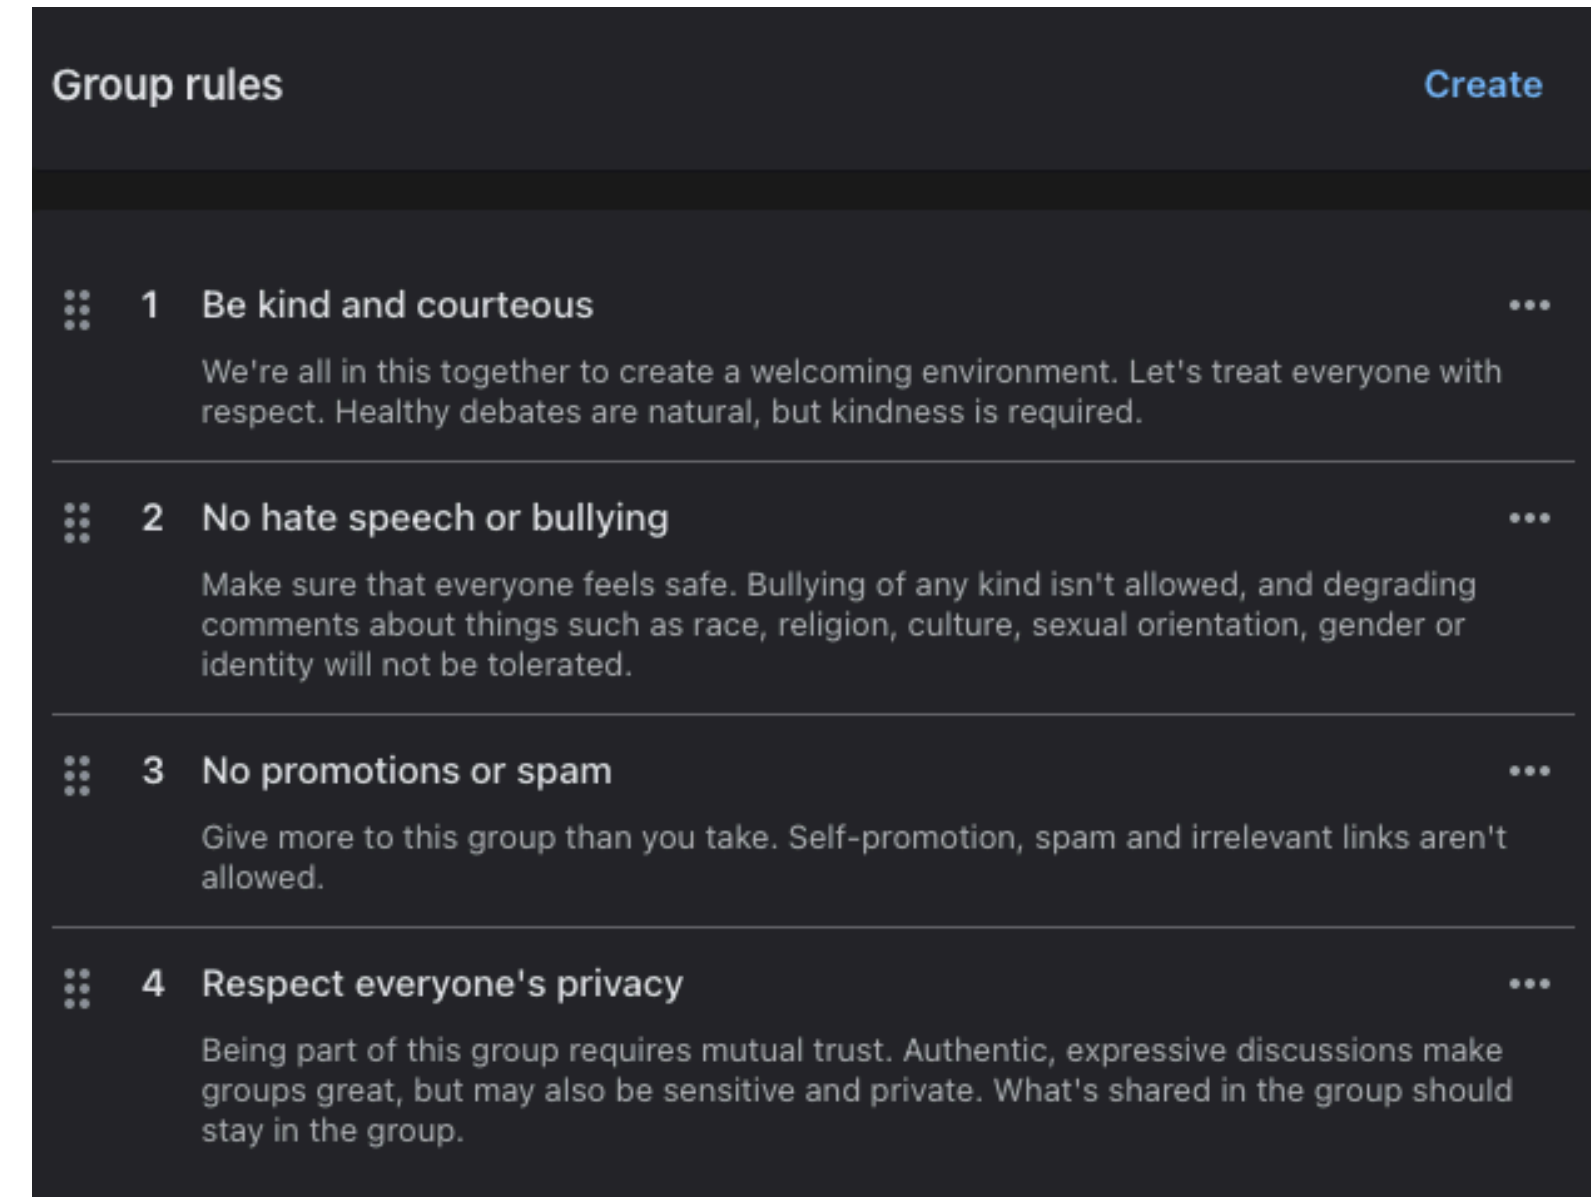 Group rules
Create
1 Be kind and courteous
We're all in this together to create a welcoming environment. Let's treat everyone with
respect. Healthy debates are natural, but kindness is required.
2 No hate speech or bullying
Make sure that everyone feels safe. Bullying of any kind isn't allowed, and degrading
comments about things such as race, religion, culture, sexual orientation, gender or
identity will not be tolerated.
3 No promotions or spam
Give more to this group than you take. Self-promotion, spam and irrelevant links aren't
allowed.
4 Respect everyone's privacy
Being part of this group requires mutual trust. Authentic, expressive discussions make
groups great, but may also be sensitive and private. What's shared in the group should
stay in the group.